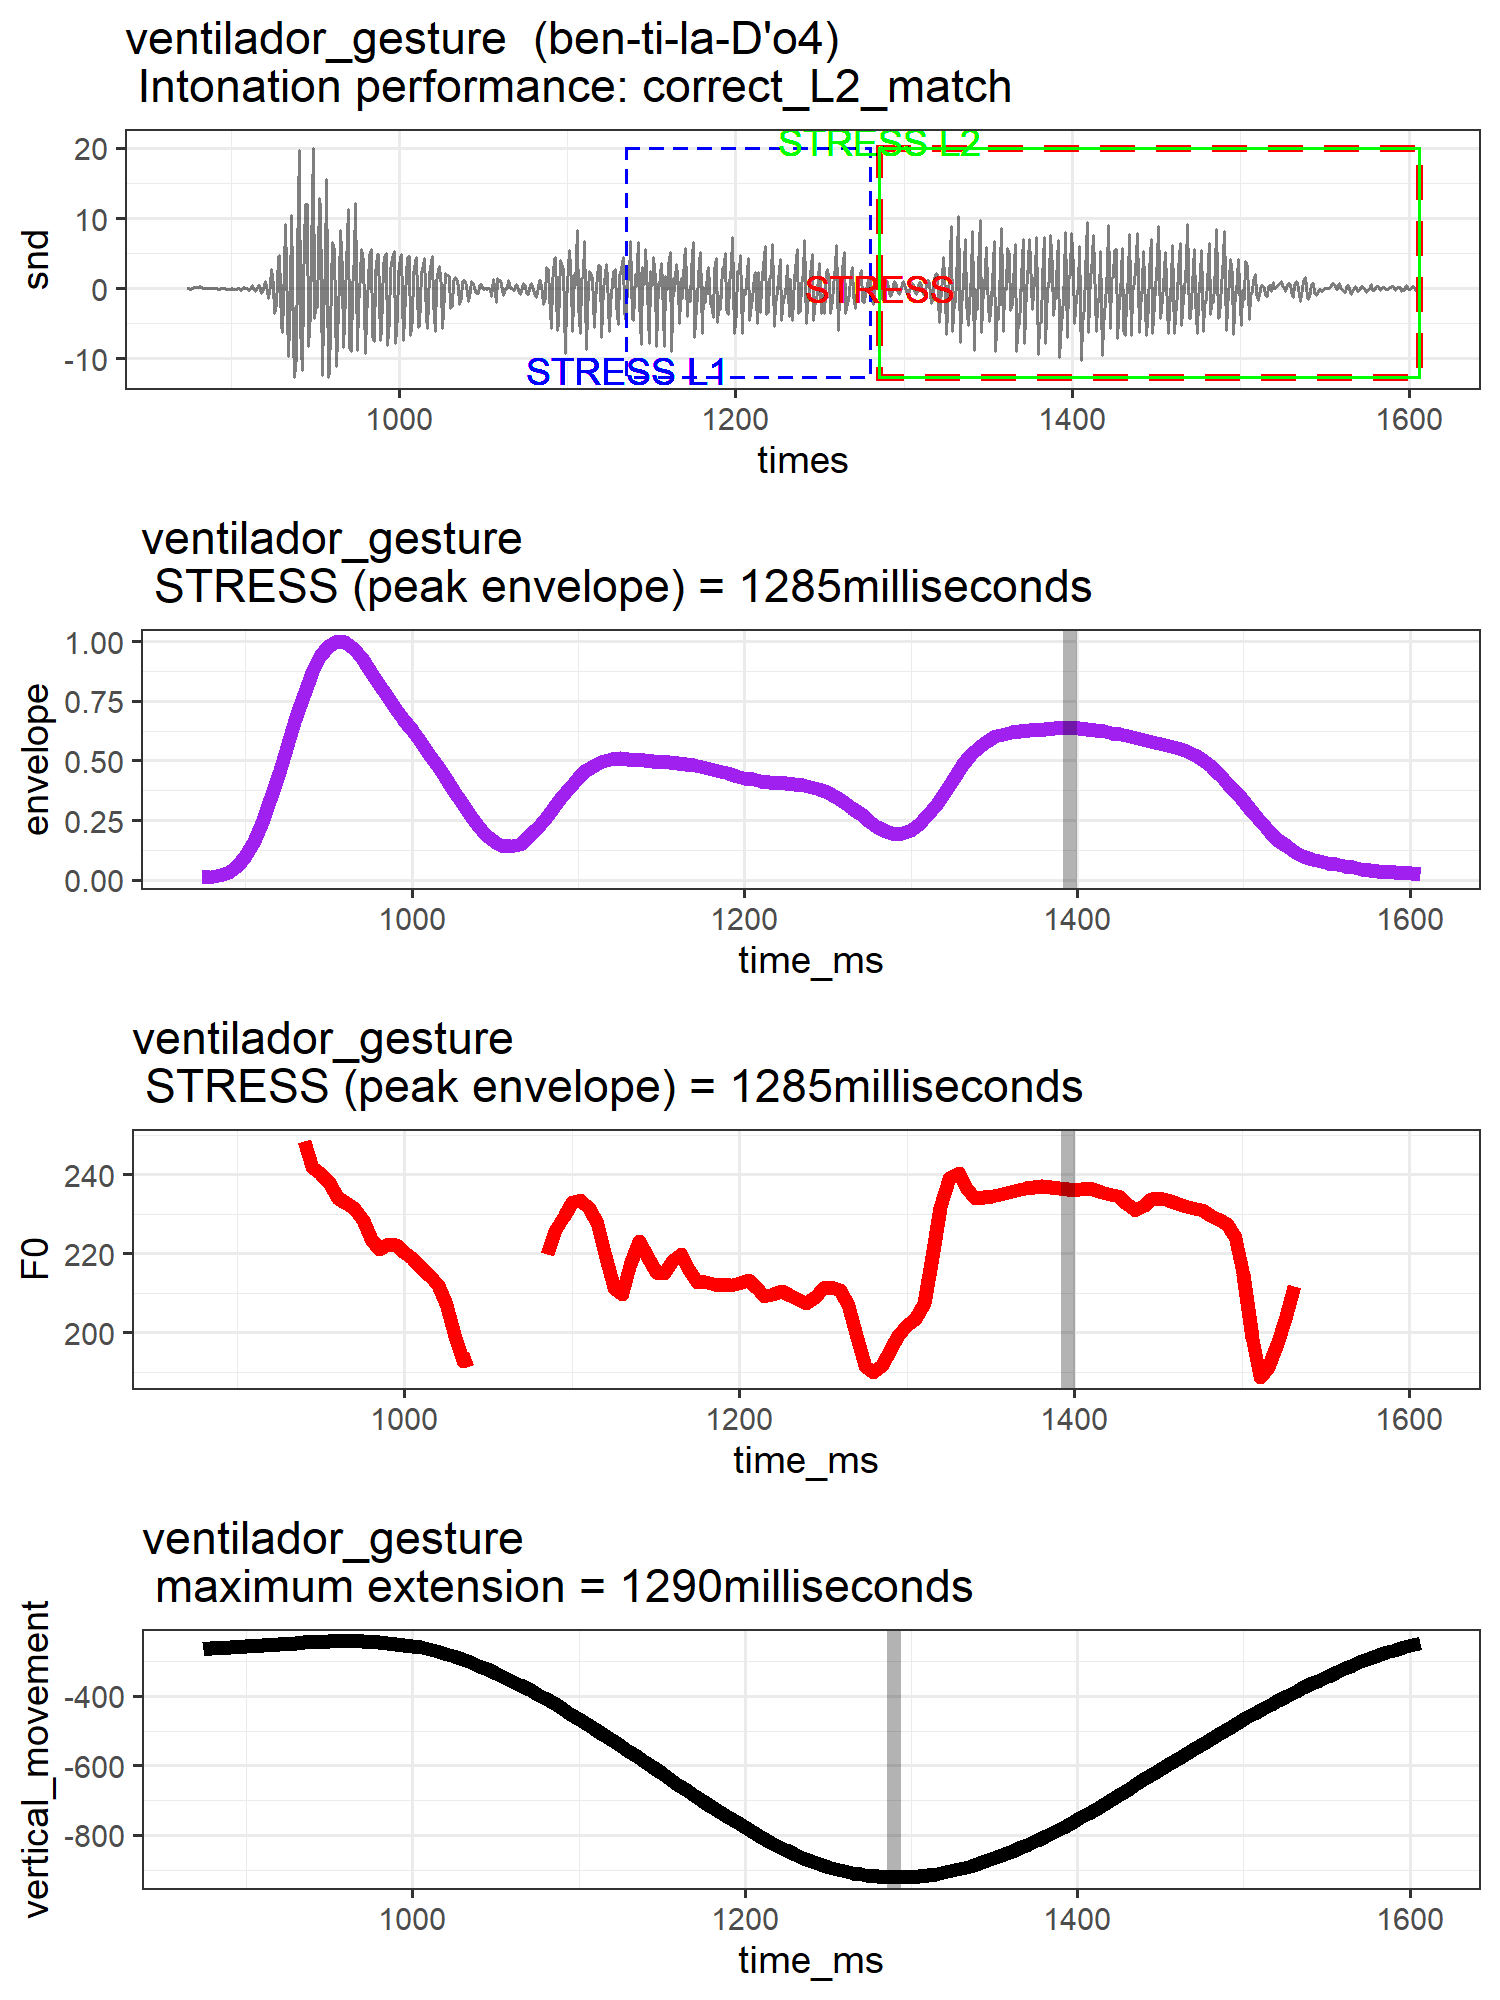 ventilador_gesture  (ben-ti-la-D'o4)
Intonation performance: correct_L2_match
STRESS L2
STRESS
STRESS L1
snd
20
10
0
-10
1000
1200
1400
1600
times
ventilador_gesture
STRESS (peak envelope) = 1285milliseconds
envelope
1.00
0.75
0.50
0.25
0.00
1000
1200
1400
1600
time_ms
ventilador_gesture
STRESS (peak envelope) = 1285milliseconds
F0
240
220
200
1000
1200
1400
1600
time_ms
ventilador_gesture
maximum extension = 1290milliseconds
vertical_movement
-400
-600
-800
1000
1200
1400
1600
time_ms